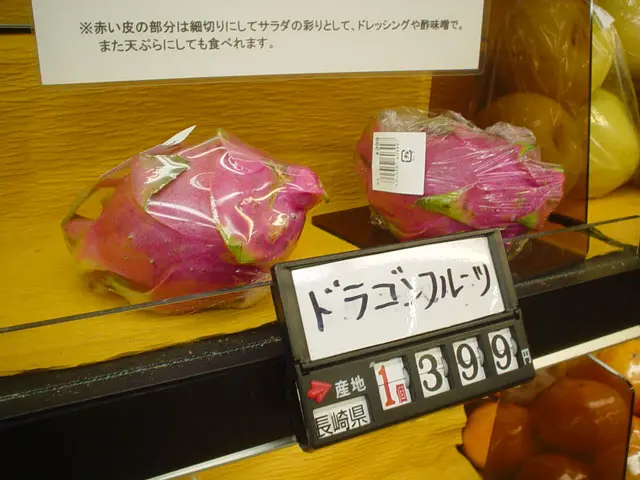 ※赤い皮の部分は細切りにしてサラダの彩りとして、ドレッシングや酢味噌で。
また天ぷらにしても食べれます。
ドラゴンフルーツ
産地 1個 399円
長崎県